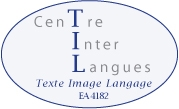 CenTre
Inter
Langues
Texte Image Langage
EA 4182